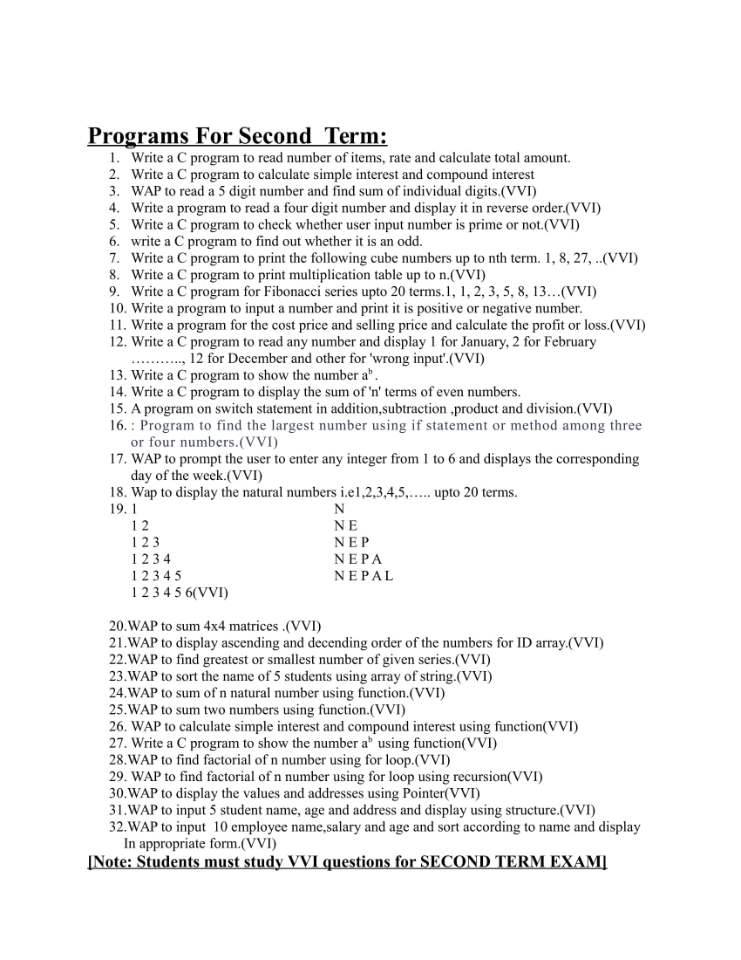 Programs For Second Term:
1. Write a C program to read number of items, rate and calculate total amount.
2. Write a C program to calculate simple interest and compound interest
3. WAP to read a 5 digit number and find sum of individual digits.(VVI)
4. Write a program to read a four digit number and display it in reverse order.(VVI)
5. Write a C program to check whether user input number is prime or not.(VVI)
6. write a C program to find out whether it is an odd.
7. Write a C program to print the following cube numbers up to nth term. 1, 8, 27, ..(VVI)
8. Write a C program to print multiplication table up to n.(VVI)
9. Write a C program for Fibonacci series upto 20 terms.1, 1, 2, 3, 5, 8, 13…(VVI)
10. Write a program to input a number and print it is positive or negative number.
11. Write a program for the cost price and selling price and calculate the profit or loss.(VVI)
12. Write a C program to read any number and display 1 for January, 2 for February
……….., 12 for December and other for 'wrong input'.(VVI)
13. Write a C program to show the number aᵇ .
14. Write a C program to display the sum of 'n' terms of even numbers.
15. A program on switch statement in addition,subtraction ,product and division.(VVI)
16. : Program to find the largest number using if statement or method among three
or four numbers.(VVI)
17. WAP to prompt the user to enter any integer from 1 to 6 and displays the corresponding
day of the week.(VVI)
18. Wap to display the natural numbers i.e1,2,3,4,5,….. upto 20 terms.
19. 1 N
1 2 N E
1 2 3 N E P
1 2 3 4 N E P A
1 2 3 4 5 N E P A L
1 2 3 4 5 6(VVI)
20.WAP to sum 4x4 matrices .(VVI)
21.WAP to display ascending and decending order of the numbers for ID array.(VVI)
22.WAP to find greatest or smallest number of given series.(VVI)
23.WAP to sort the name of 5 students using array of string.(VVI)
24.WAP to sum of n natural number using function.(VVI)
25.WAP to sum two numbers using function.(VVI)
26. WAP to calculate simple interest and compound interest using function(VVI)
27. Write a C program to show the number aᵇ using function(VVI)
28.WAP to find factorial of n number using for loop.(VVI)
29. WAP to find factorial of n number using for loop using recursion(VVI)
30.WAP to display the values and addresses using Pointer(VVI)
31.WAP to input 5 student name, age and address and display using structure.(VVI)
32.WAP to input 10 employee name,salary and age and sort according to name and display
In appropriate form.(VVI)
[Note: Students must study VVI questions for SECOND TERM EXAM]